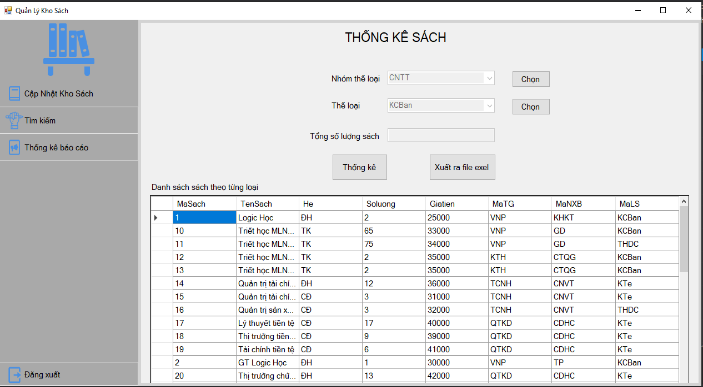 Quản Lý Kho Sách
THỐNG KÊ SÁCH
Nhóm thể loại CNTT Chọn
Cập Nhật Kho Sách
Thể loại KCBan Chọn
Tìm kiếm
Tổng số lượng sách
Thống kê báo cáo
Thống kê Xuất ra file exel
Danh sách sách theo từng loại
MaSach TenSach He Soluong Giatien MaTG MaNXB MaLS
1 Logic Học ĐH 2 25000 VNP KHKT KCBan
10 Triết học MLN... TK 65 33000 VNP GD KCBan
11 Triết học MLN... TK 75 34000 VNP GD THDC
12 Triết học MLN... TK 2 35000 KTH CTQG KCBan
13 Triết học MLN... TK 2 35000 KTH CTQG KCBan
14 Quản trị tài chí... ĐH 12 36000 TCNH CNVT KTe
15 Quản trị tài chí... CĐ 3 31000 TCNH CNVT KTe
16 Quản trị sản x... CĐ 3 32000 TCNH CNVT THDC
17 Lý thuyết tiền tệ CĐ 17 40000 QTKD CDHC KTe
18 Thị trường tiền... CĐ 9 39000 QTKD CDHC KTe
19 Tài chính tiền tệ CĐ 6 41000 QTKD CDHC KTe
2 GT Logic Học ĐH 1 30000 VNP TP KCBan
20 Thị trường chứ... ĐH 13 42000 QTKD CDHC KTe
Đăng xuất